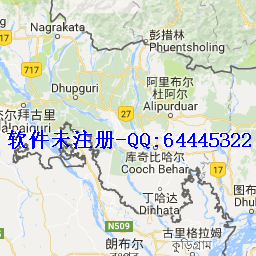 Nagrakata
彭措林
Phuentsholing
717
Dhupguri
阿里布尔
杜阿尔
Alipurduar
27
尔拜古里
Jalpaiguri
软件未注册-QQ:64445322
库奇比哈尔
Cooch Behar
17
图布
Dhu
丁哈达
Dinhata
N509
古里格拉姆
朗布尔